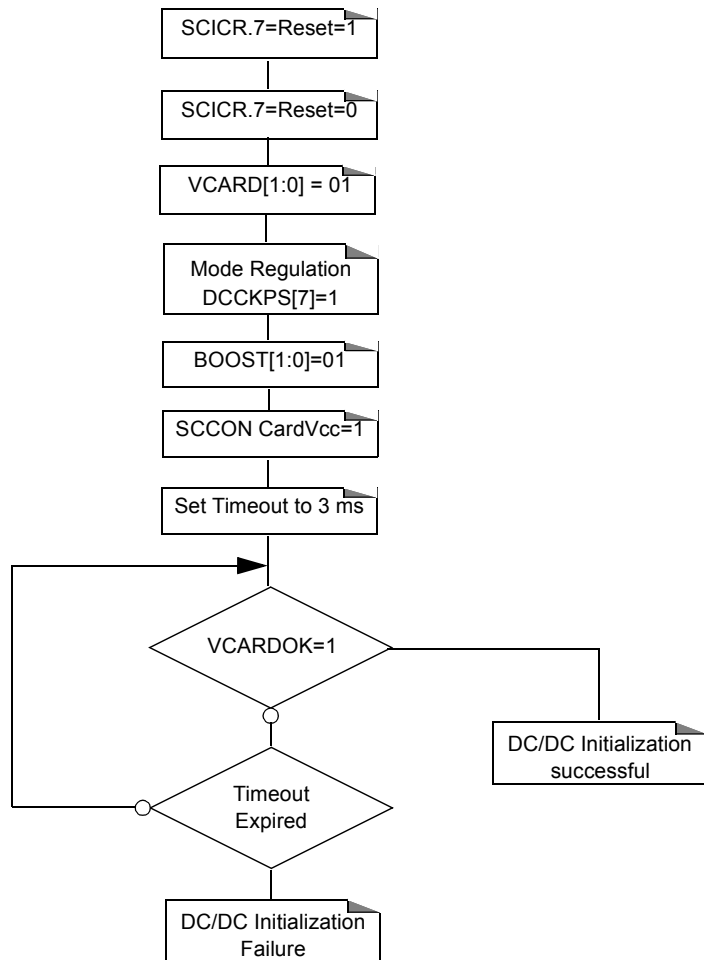 SCICR.7=Reset=1
SCICR.7=Reset=0
VCARD[1:0] = 01
Mode Regulation
DCCKPS[7]=1
BOOST[1:0]=01
SCCON CardVcc=1
Set Timeout to 3 ms
VCARDOK=1
DC/DC Initialization
successful
Timeout
Expired
DC/DC Initialization
Failure